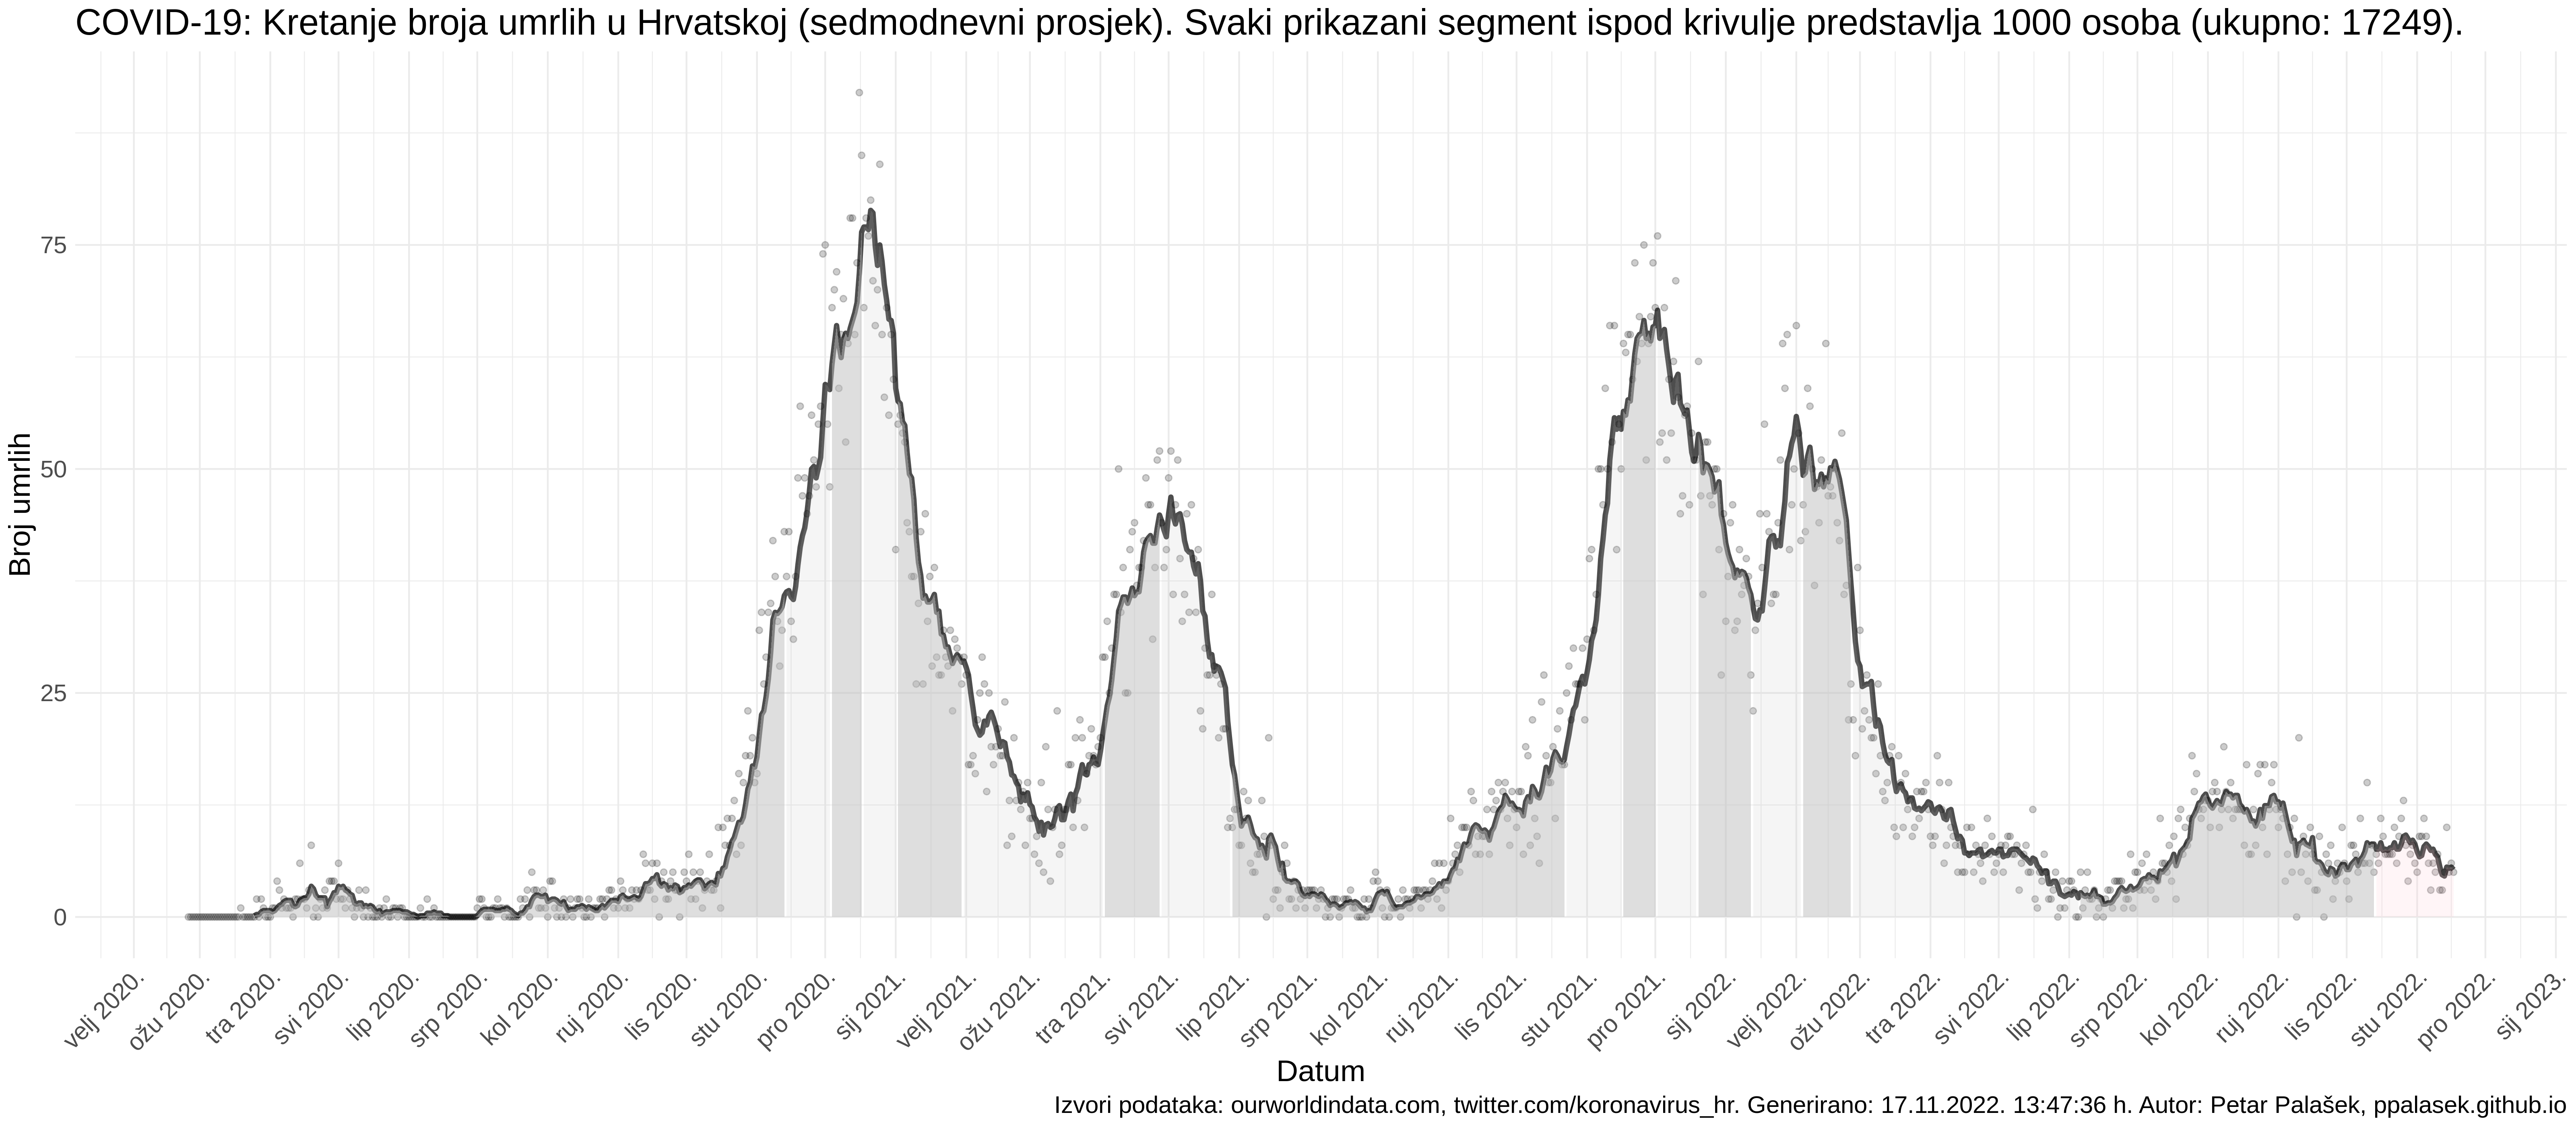 COVID-19: Kretanje broja umrlih u Hrvatskoj (sedmodnevni prosjek). Svaki prikazani segment ispod krivulje predstavlja 1000 osoba (ukupno: 17249).
75
50
25
0
Broj umrlih
velj 2020.
ožu 2020.
tra 2020.
svi 2020.
lip 2020.
srp 2020.
kol 2020.
ruj 2020.
lis 2020.
stu 2020.
pro 2020.
sij 2021.
velj 2021.
ožu 2021.
tra 2021.
svi 2021.
lip 2021.
srp 2021.
kol 2021.
ruj 2021.
lis 2021.
stu 2021.
pro 2021.
sij 2022.
velj 2022.
ožu 2022.
tra 2022.
svi 2022.
lip 2022.
srp 2022.
kol 2022.
ruj 2022.
lis 2022.
stu 2022.
pro 2022.
sij 2023.
Datum
Izvori podataka: ourworldindata.com, twitter.com/koronavirus_hr. Generirano: 17.11.2022. 13:47:36 h. Autor: Petar Palašek, ppalasek.github.io